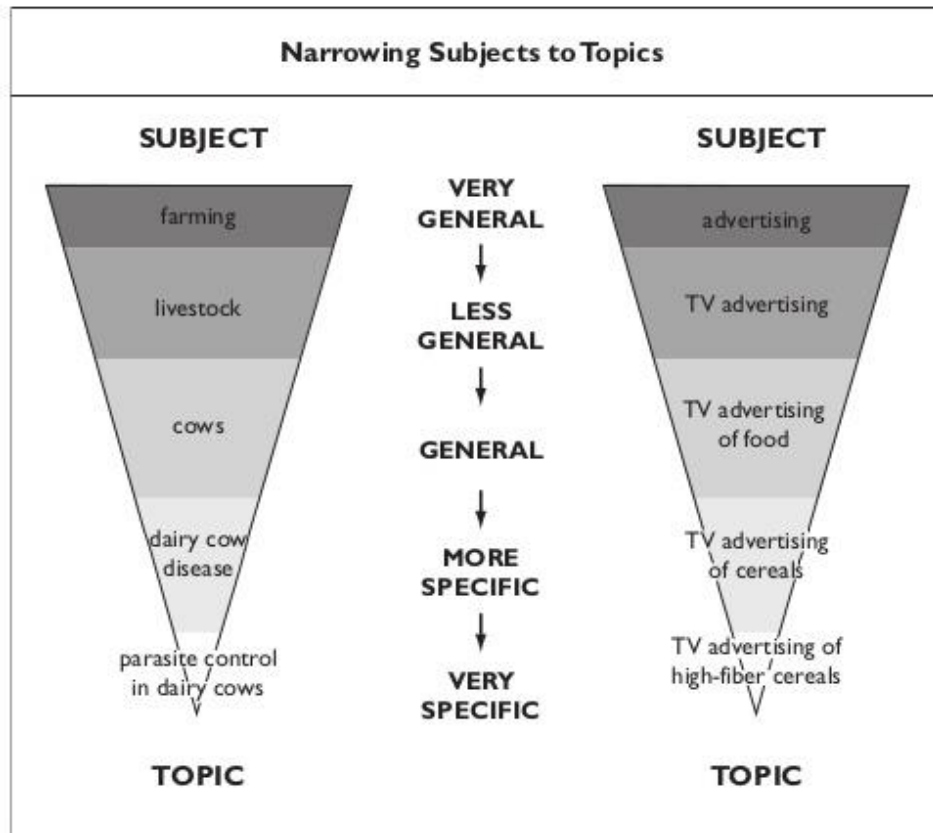 Narrowing Subjects to Topics
SUBJECT
farming
livestock
cows
dairy cow
disease
parasite control
in dairy cows
TOPIC
VERY
GENERAL
LESS
GENERAL
GENERAL
MORE
SPECIFIC
VERY
SPECIFIC
SUBJECT
advertising
TV advertising
TV advertising
of food
TV advertising
of cereals
TV advertising of
high-fiber cereals
TOPIC